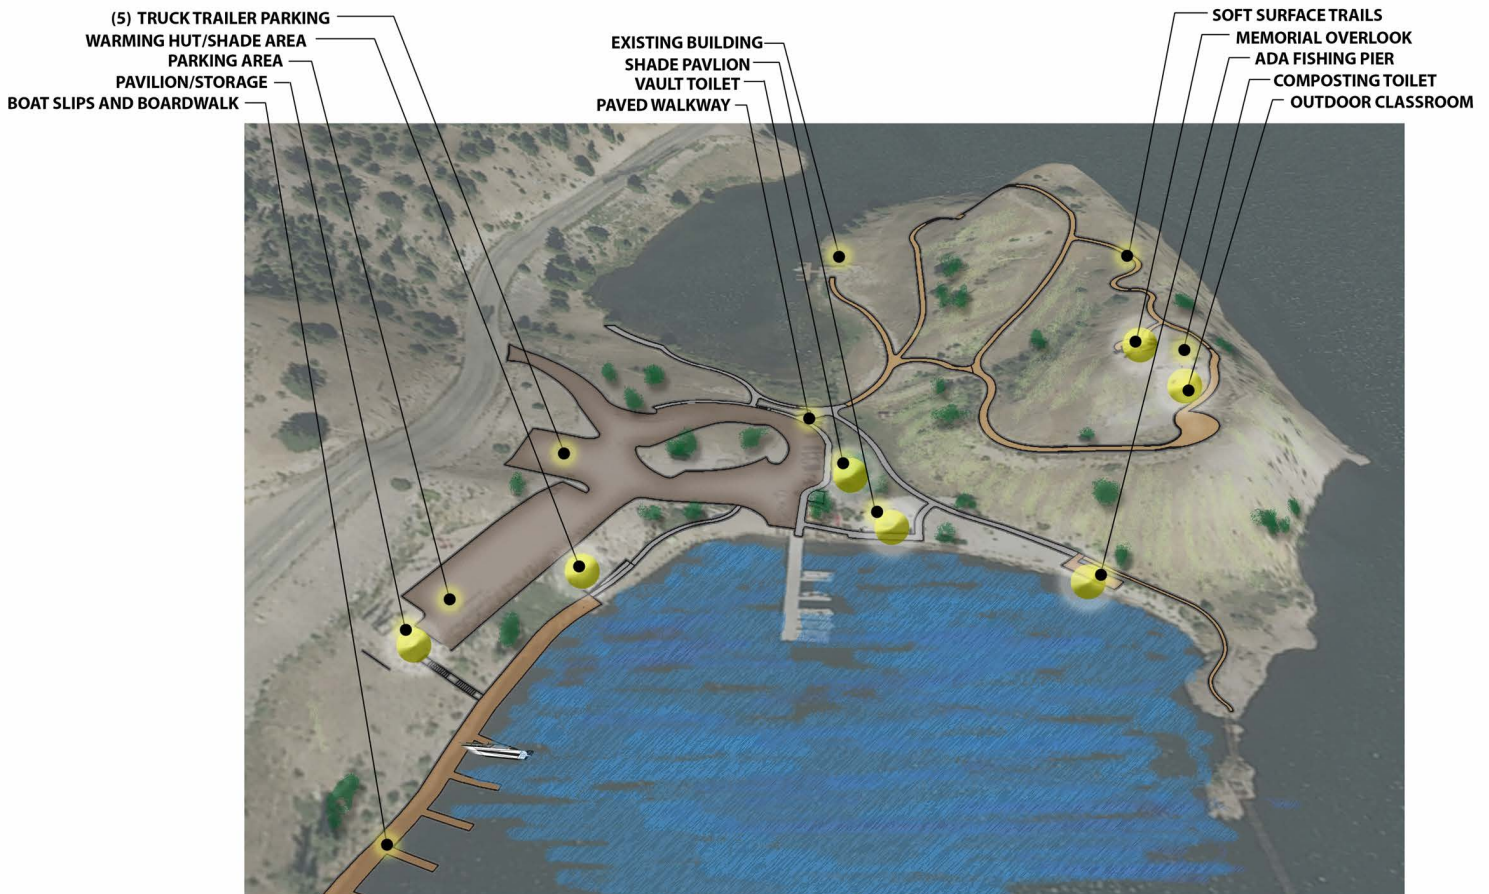 (5) TRUCK TRAILER PARKING
WARMING HUT/SHADE AREA
PARKING AREA
PAVILION/STORAGE
BOAT SLIPS AND BOARDWALK
EXISTING BUILDING
SHADE PAVLION
VAULT TOILET
PAVED WALKWAY
SOFT SURFACE TRAILS
MEMORIAL OVERLOOK
ADA FISHING PIER
COMPOSTING TOILET
OUTDOOR CLASSROOM